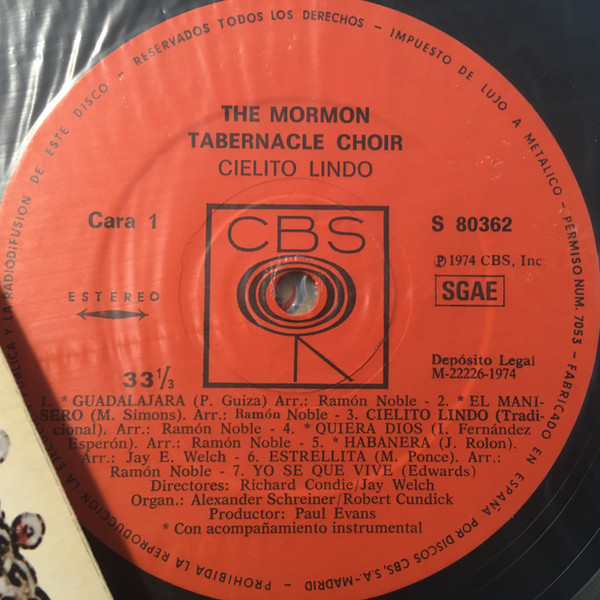 RESERVADOS TODOS LOS DERECHOS - IMPUESTO DE LUJO A METALICO - PERMISO NUM. 7053 - FABRICADO EN ESPAÑA POR DISCOS CBS, S.A. - MADRID - PROHIBIDA LA REPRODUCCION LA
Y LA RADIODIFUSION DE ESTE DISCO -
THE MORMON
TABERNACLE CHOIR
CIELITO LINDO
Cara 1
CBS
S 80362
℗ 1974 CBS, Inc
ESTEREO
SGAE
33 1/3
Depósito Legal
M-22226-1974
1. * GUADALAJARA (P. Guiza) Arr.: Ramón Noble - 2. * EL MANI-
SERO (M. Simons). Arr.: Ramón Noble - 3. CIELITO LINDO (Tradi-
cional). Arr.: Ramón Noble - 4. * QUIERA DIOS (I. Fernández
Esperón). Arr.: Ramón Noble - 5. * HABANERA (J. Rolon).
Arr.: Jay E. Welch - 6. ESTRELLITA (M. Ponce). Arr.:
Ramón Noble - 7. YO SE QUE VIVE (Edwards)
Directores: Richard Condie/Jay Welch
Organ.: Alexander Schreiner/Robert Cundick
Productor: Paul Evans
* Con acompañamiento instrumental